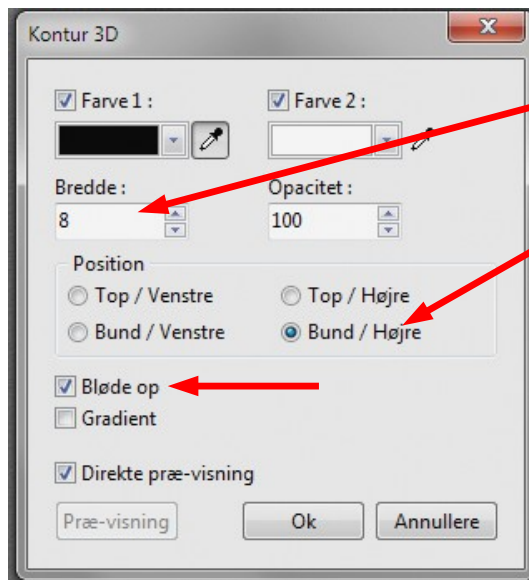 Kontur 3D
Farve 1 : Farve 2 :
Bredde : Opacitet :
8 100
Position
Top / Venstre Top / Højre
Bund / Venstre Bund / Højre
Bløde op
Gradient
Direkte præ-visning
Præ-visning Ok Annullere